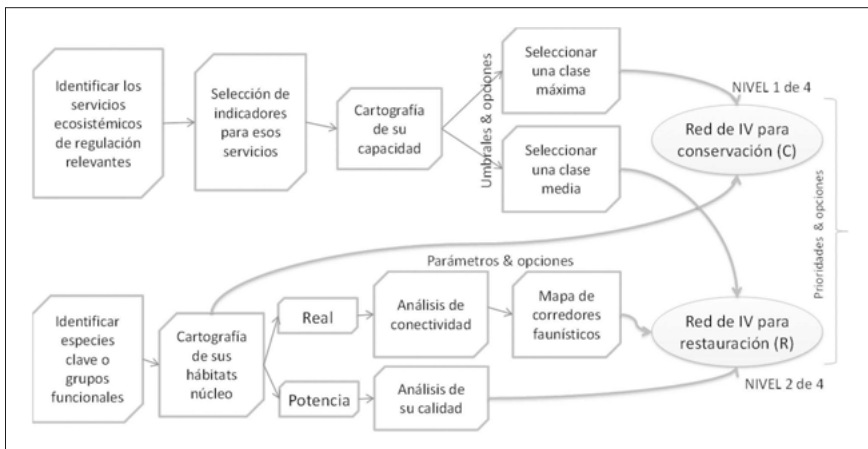 Identificar los
servicios
ecosistémicos
de regulación
relevantes
Selección de
indicadores
para esos
servicios
Cartografía
de su
capacidad
Umbrales & opciones
Seleccionar
una clase
máxima
Seleccionar
una clase
media
NIVEL 1 de 4
Red de IV para
conservación (C)
Prioridades & opciones
Parámetros & opciones
Identificar
especies
clave o
grupos
funcionales
Cartografía
de sus
hábitats
núcleo
Real
Análisis de
conectividad
Mapa de
corredores
faunísticos
Potencia
Análisis de
su calidad
Red de IV para
restauración (R)
NIVEL 2 de 4